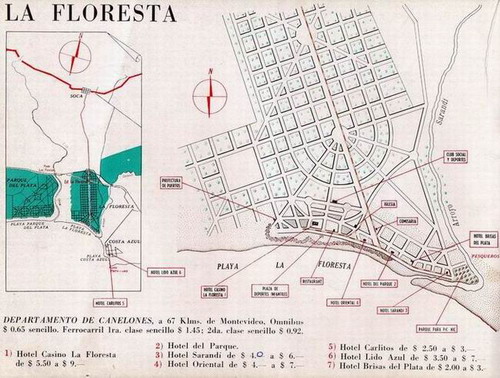 LA FLORESTA
SOCA
PARQUE
DEL PLATA
LA FLORESTA
COSTA AZUL
PLAYA PARQUE
DEL PLATA
PLAYA
LA FLORESTA
PLAYA
COSTA AZUL
HOTEL LIDO AZUL 6
HOTEL CARLITOS 5
PREFECTURA
DE PUERTOS
CLUB SOCIAL
Y DEPORTES
IGLESIA
COMISARIA
Sarandi
Arroyo
HOTEL BRISAS
DEL PLATA
PESQUEROS
PLAYA LA FLORESTA
HOTEL CASINO
LA FLORESTA 1
PLAZA DE
DEPORTES INFANTILES
RESTAURANT
HOTEL ORIENTAL 4
HOTEL DEL PARQUE 2
HOTEL SARANDI 3
PARQUE PARA PIC NIC
DEPARTAMENTO DE CANELONES, a 67 Klms. de Montevideo, Omnibus
$ 0.65 sencillo. Ferrocarril 1ra. clase sencillo $ 1.45; 2da. clase sencillo $ 0.92.
1) Hotel Casino La Floresta
de $ 5.50 a $ 9.—
2) Hotel del Parque.
3) Hotel Sarandi de $ 4.0 a $ 6.—
4) Hotel Oriental $ 4.— a $ 7.—
5) Hotel Carlitos de $ 2.50 a $ 3.—
6) Hotel Lido Azul de $ 3.50 a $ 7.—
7) Hotel Brisas del Plata de $ 2.00 a $ 3.—